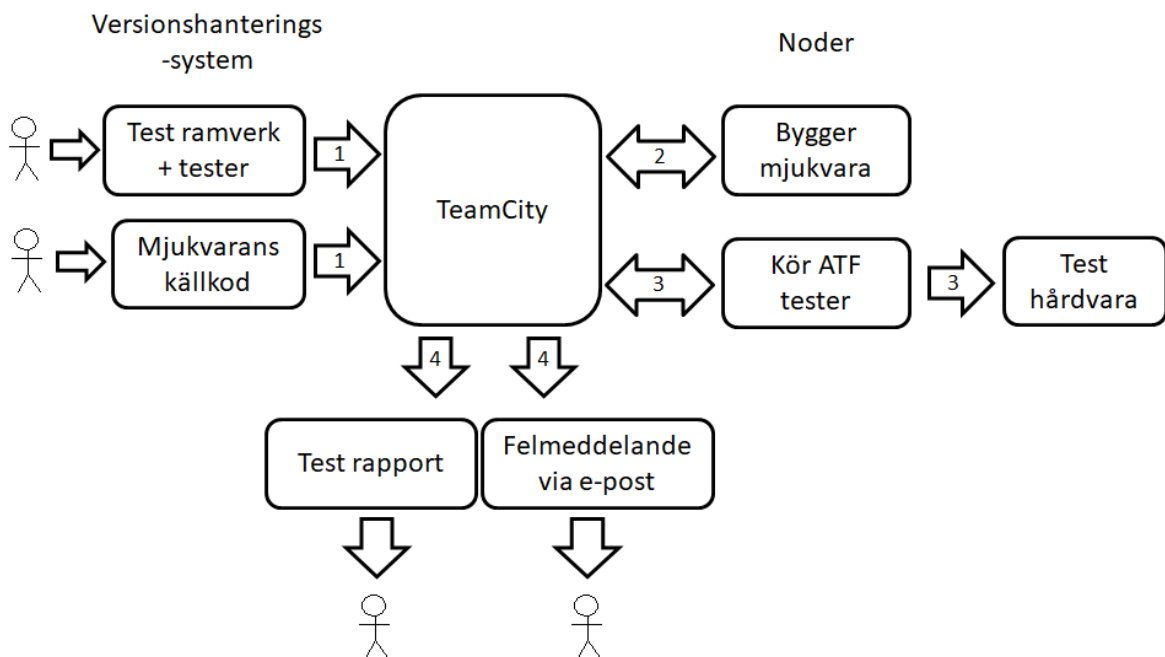 Versionshanterings
-system
Noder
Test ramverk
+ tester
1
TeamCity
2
Bygger
mjukvara
Mjukvarans
källkod
1
3
Kör ATF
tester
3
Test
hårdvara
4
4
Test rapport
Felmeddelande
via e-post